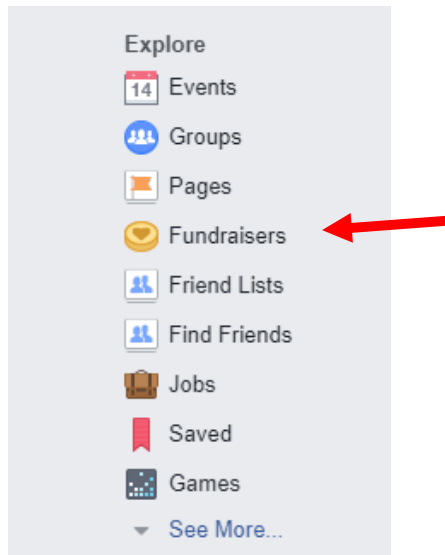 Explore
14 Events
Groups
Pages
Fundraisers
Friend Lists
Find Friends
Jobs
Saved
Games
See More...